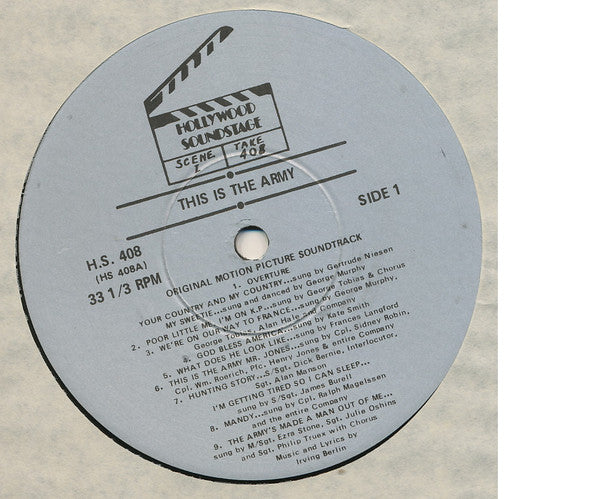 HOLLYWOOD
SOUNDSTAGE
SCENE 1
TAKE 408
THIS IS THE ARMY
H.S. 408
(HS 408A)
33 1/3 RPM
SIDE 1
ORIGINAL MOTION PICTURE SOUNDTRACK
1. OVERTURE
YOUR COUNTRY AND MY COUNTRY...sung by Gertrude Niesen
MY SWEETIE...sung and danced by George Murphy
2. POOR LITTLE ME, I'M ON K.P...sung by George Tobias & Chorus
3. WE'RE ON OUR WAY TO FRANCE...sung by George Murphy,
George Tobias, Alan Hale and Company
4. GOD BLESS AMERICA...sung by Kate Smith,
5. WHAT DOES HE LOOK LIKE...sung by Frances Langford
6. THIS IS THE ARMY MR. JONES...sung by Cpl. Sidney Robin,
Cpl. Wm. Roerich, Pfc. Henry Jones & entire Company
7. HUNTING STORY...S/Sgt. Dick Bernie, Interlocutor,
Sgt. Alan Manson
I'M GETTING TIRED SO I CAN SLEEP...
sung by S/Sgt. James Burell
8. MANDY...sung by Cpl. Ralph Magelssen
and the entire Company
9. THE ARMY'S MADE A MAN OUT OF ME...
sung by M/Sgt. Ezra Stone, Sgt. Julie Oshins
and Sgt. Philip Truex with Chorus
Music and Lyrics by
Irving Berlin